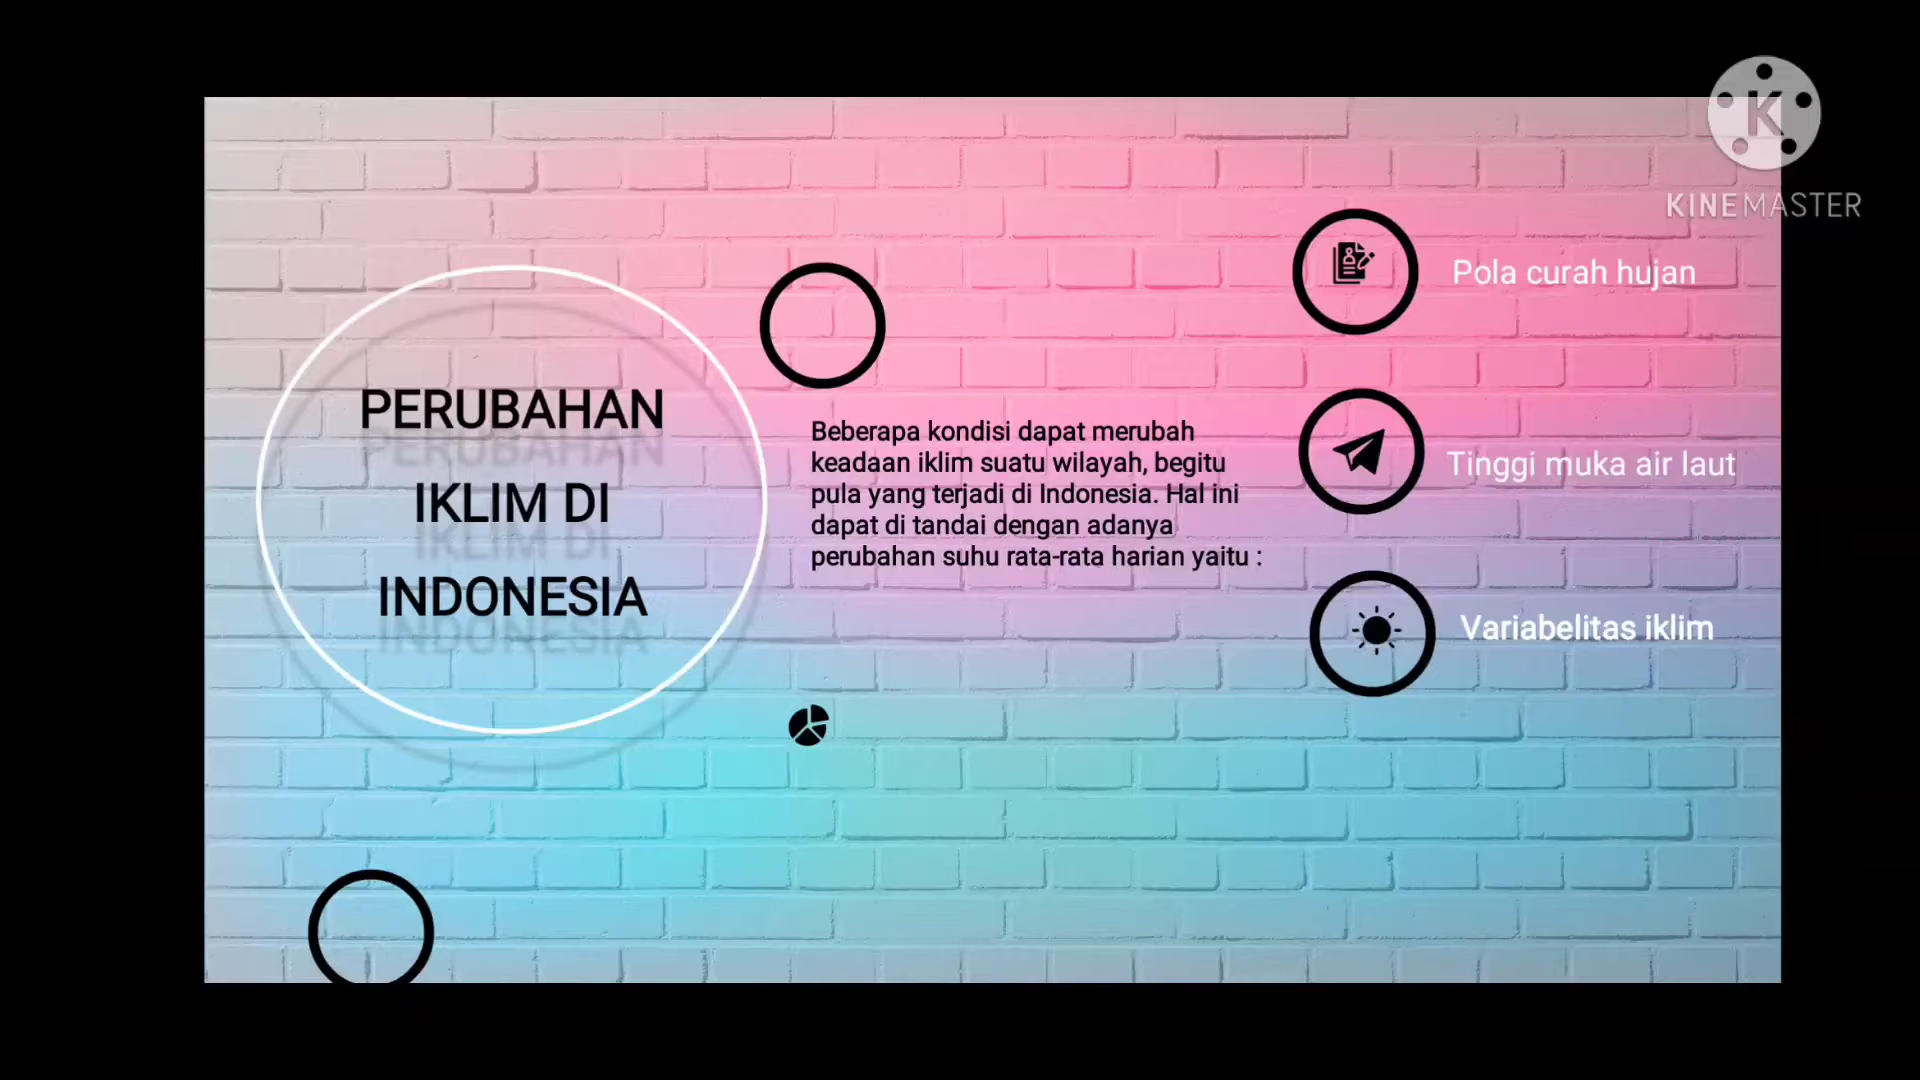 PERUBAHAN
IKLIM DI
INDONESIA
Beberapa kondisi dapat merubah
keadaan iklim suatu wilayah, begitu
pula yang terjadi di Indonesia. Hal ini
dapat di tandai dengan adanya
perubahan suhu rata-rata harian yaitu :
Pola curah hujan
Tinggi muka air laut
Variabelitas iklim
K
KINEMASTER